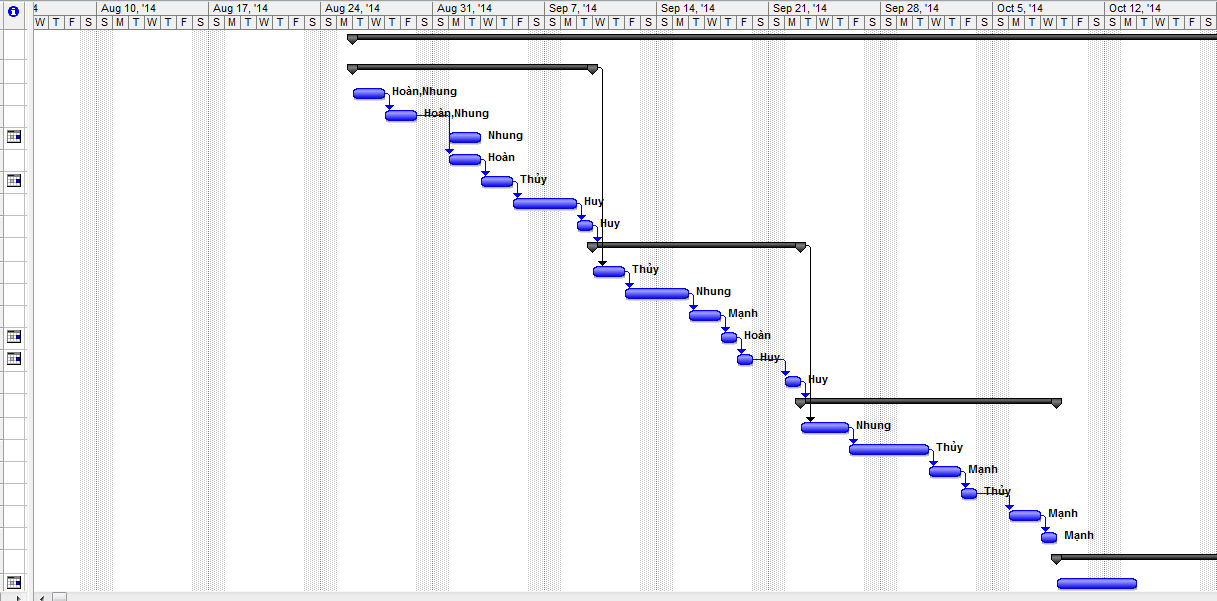 4 Aug 10, '14 Aug 17, '14 Aug 24, '14 Aug 31, '14 Sep 7, '14 Sep 14, '14 Sep 21, '14 Sep 28, '14 Oct 5, '14 Oct 12, '14
W T F S S M T W T F S S M T W T F S S M T W T F S S M T W T F S S M T W T F S S M T W T F S S M T W T F S S M T W T F S S M T W T F S S M T W T F S
Hoàn,Nhung
Hoàn,Nhung
Nhung
Hoàn
Thủy
Huy
Huy
Thủy
Nhung
Mạnh
Hoàn
Huy
Huy
Nhung
Thủy
Mạnh
Thủy
Mạnh
Mạnh